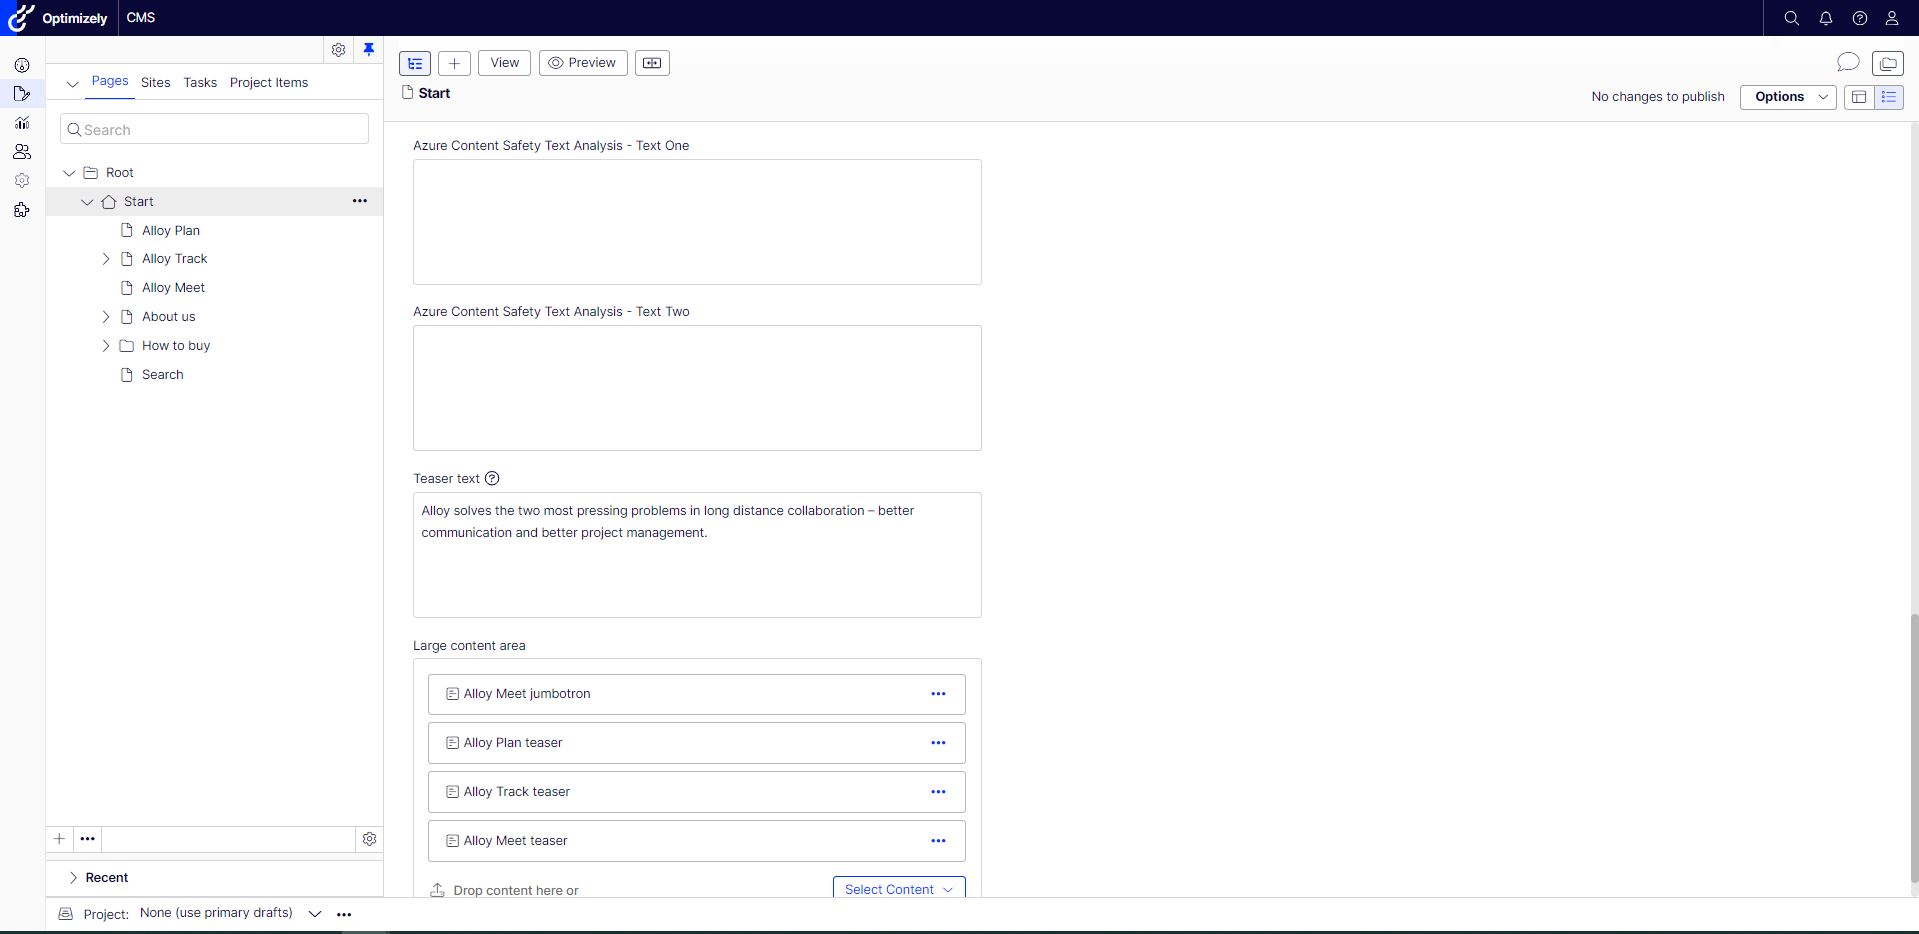 Optimizely
CMS
Pages
Sites
Tasks
Project Items
Search
Root
Start
Alloy Plan
Alloy Track
Alloy Meet
About us
How to buy
Search
Recent
View
Preview
Start
No changes to publish
Options
Azure Content Safety Text Analysis - Text One
Azure Content Safety Text Analysis - Text Two
Teaser text
Alloy solves the two most pressing problems in long distance collaboration – better
communication and better project management.
Large content area
Alloy Meet jumbotron
Alloy Plan teaser
Alloy Track teaser
Alloy Meet teaser
Drop content here or
Select Content
Project:
None (use primary drafts)